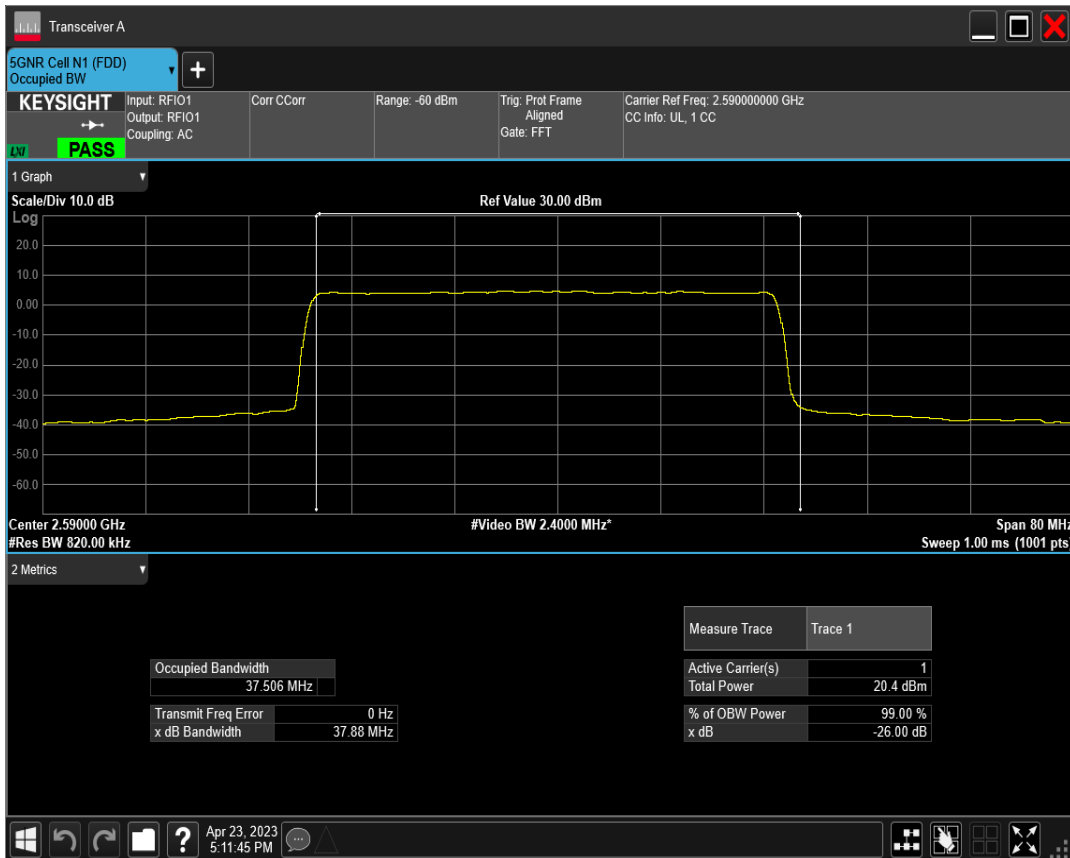 Transceiver A
5GNR Cell N1 (FDD)
Occupied BW
+
KEYSIGHT
LXI
PASS
Input: RFIO1
Output: RFIO1
Coupling: AC
Corr CCorr
Range: -60 dBm
Trig: Prot Frame
Aligned
Gate: FFT
Carrier Ref Freq: 2.590000000 GHz
CC Info: UL, 1 CC
1 Graph
Scale/Div 10.0 dB
Ref Value 30.00 dBm
Log
20.0
10.0
0.00
-10.0
-20.0
-30.0
-40.0
-50.0
-60.0
Center 2.59000 GHz
#Video BW 2.4000 MHz*
Span 80 MHz
#Res BW 820.00 kHz
Sweep 1.00 ms (1001 pts)
2 Metrics
Measure Trace Trace 1
Occupied Bandwidth
37.506 MHz
Transmit Freq Error 0 Hz
x dB Bandwidth 37.88 MHz
Active Carrier(s) 1
Total Power 20.4 dBm
% of OBW Power 99.00 %
x dB -26.00 dB
?
Apr 23, 2023
5:11:45 PM